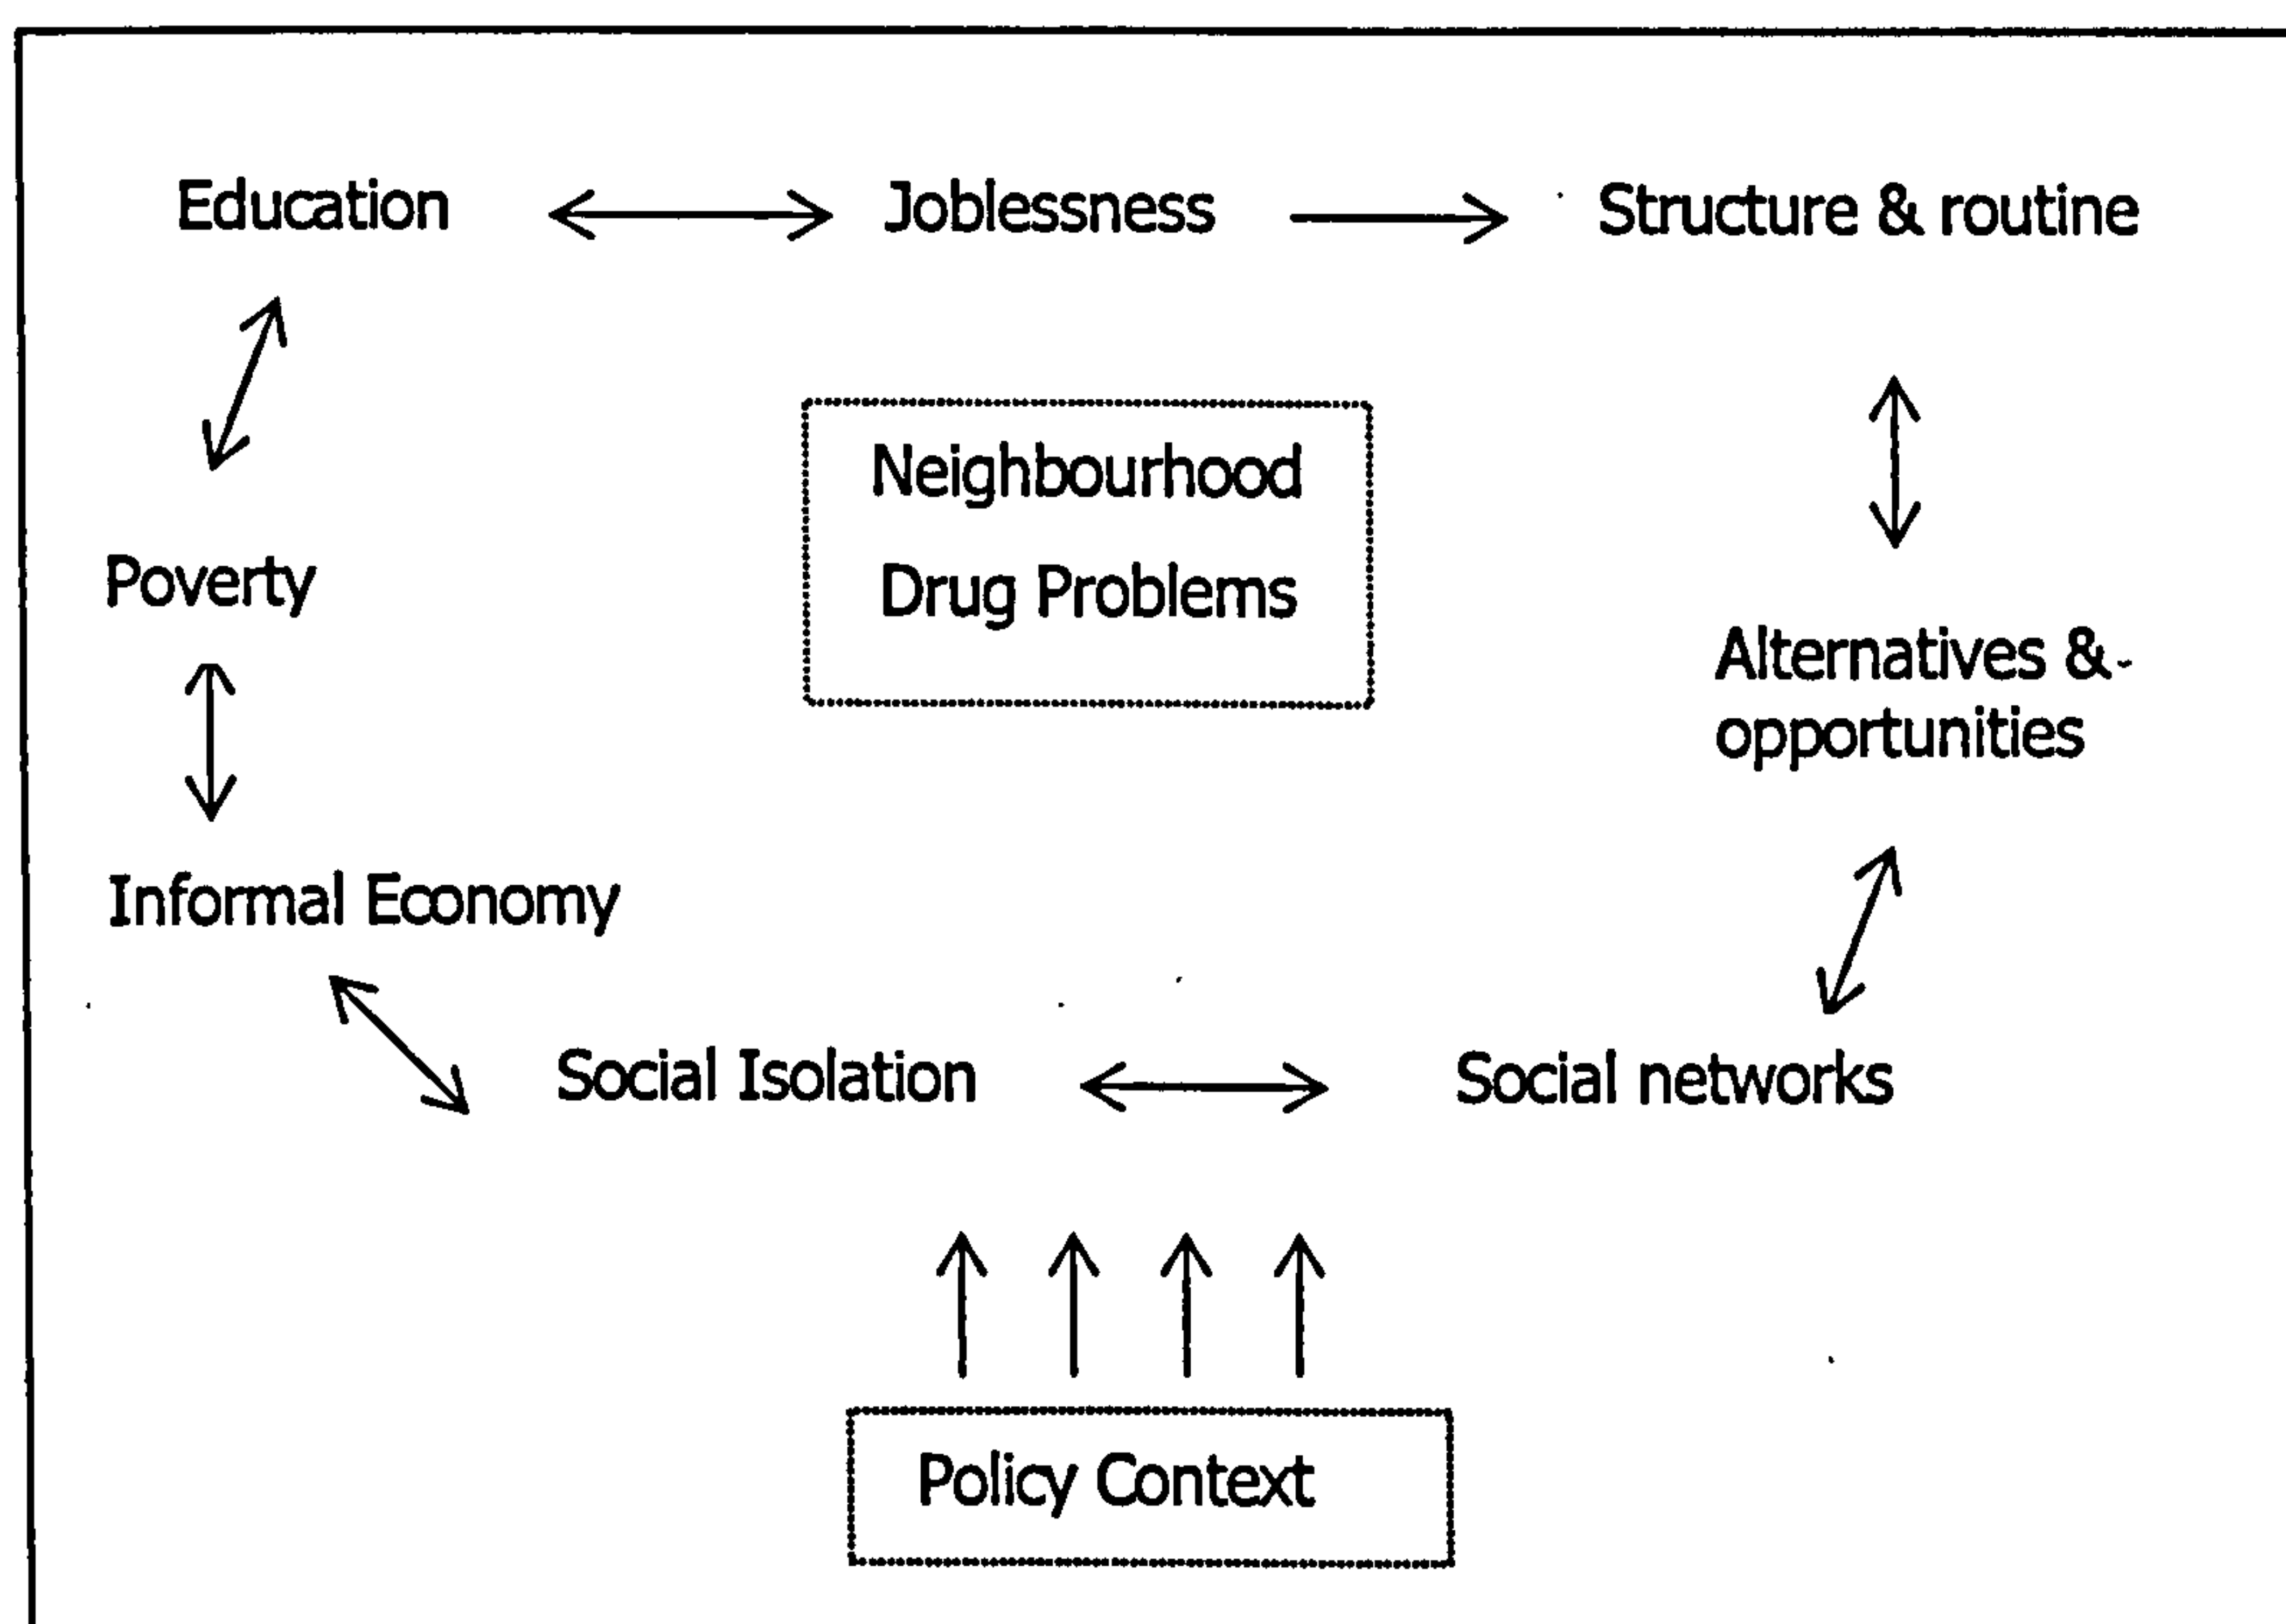 Education
Joblessness
Structure & routine
Neighbourhood
Drug Problems
Poverty
Alternatives &
opportunities
Informal Economy
Social Isolation
Social networks
Policy Context